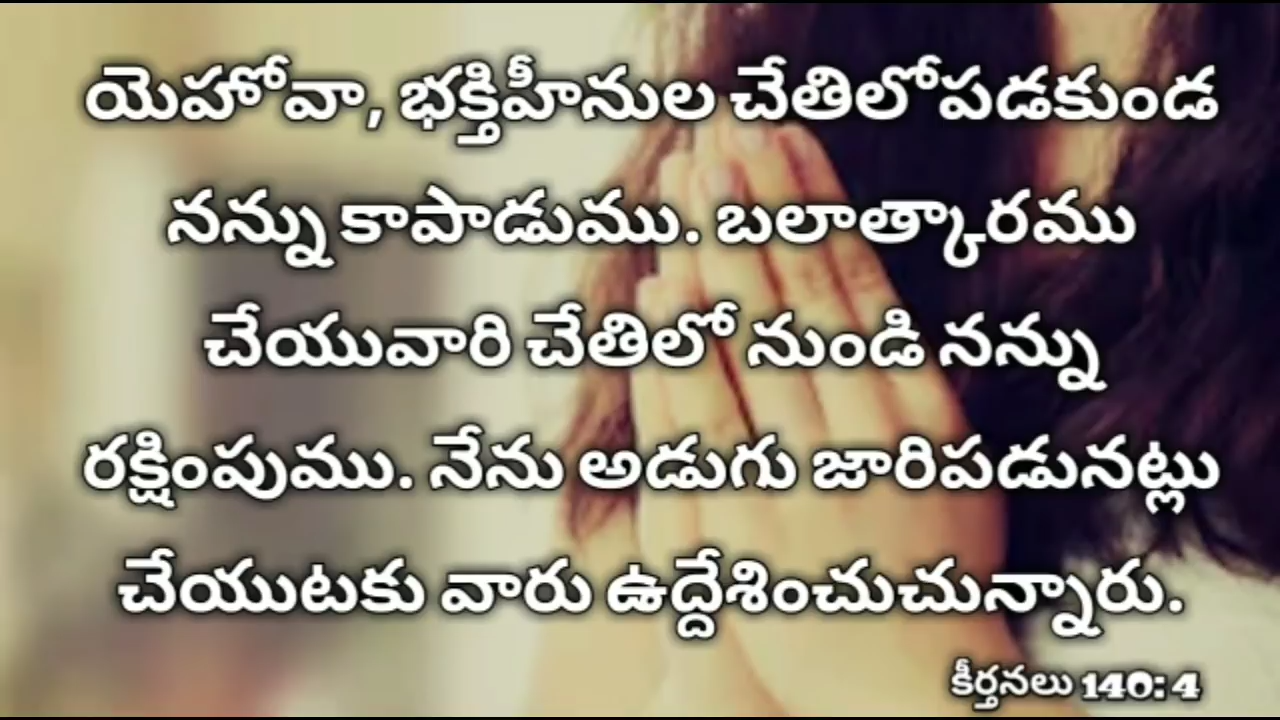 యెహోవా, భక్తిహీనుల చేతిలోపడకుండ
నన్ను కాపాడుము. బలాత్కారము
చేయువారి చేతిలో నుండి నన్ను
రక్షింపుము. నేను అడుగు జారిపడునట్లు
చేయుటకు వారు ఉద్దేశించుచున్నారు.
కీర్తనలు 140: 4